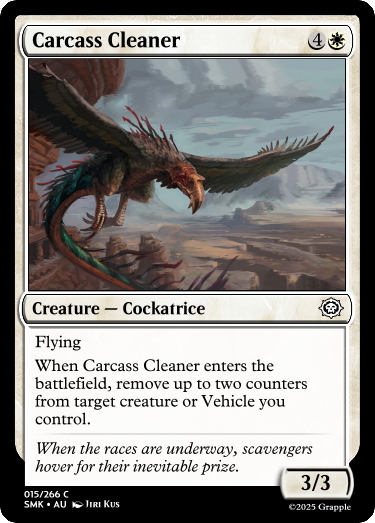 Carcass Cleaner 4
Creature — Cockatrice
Flying
When Carcass Cleaner enters the
battlefield, remove up to two counters
from target creature or Vehicle you
control.
When the races are underway, scavengers
hover for their inevitable prize.
3/3
015/266 C
SMK • AU Jiri Kus
©2025 Grapple